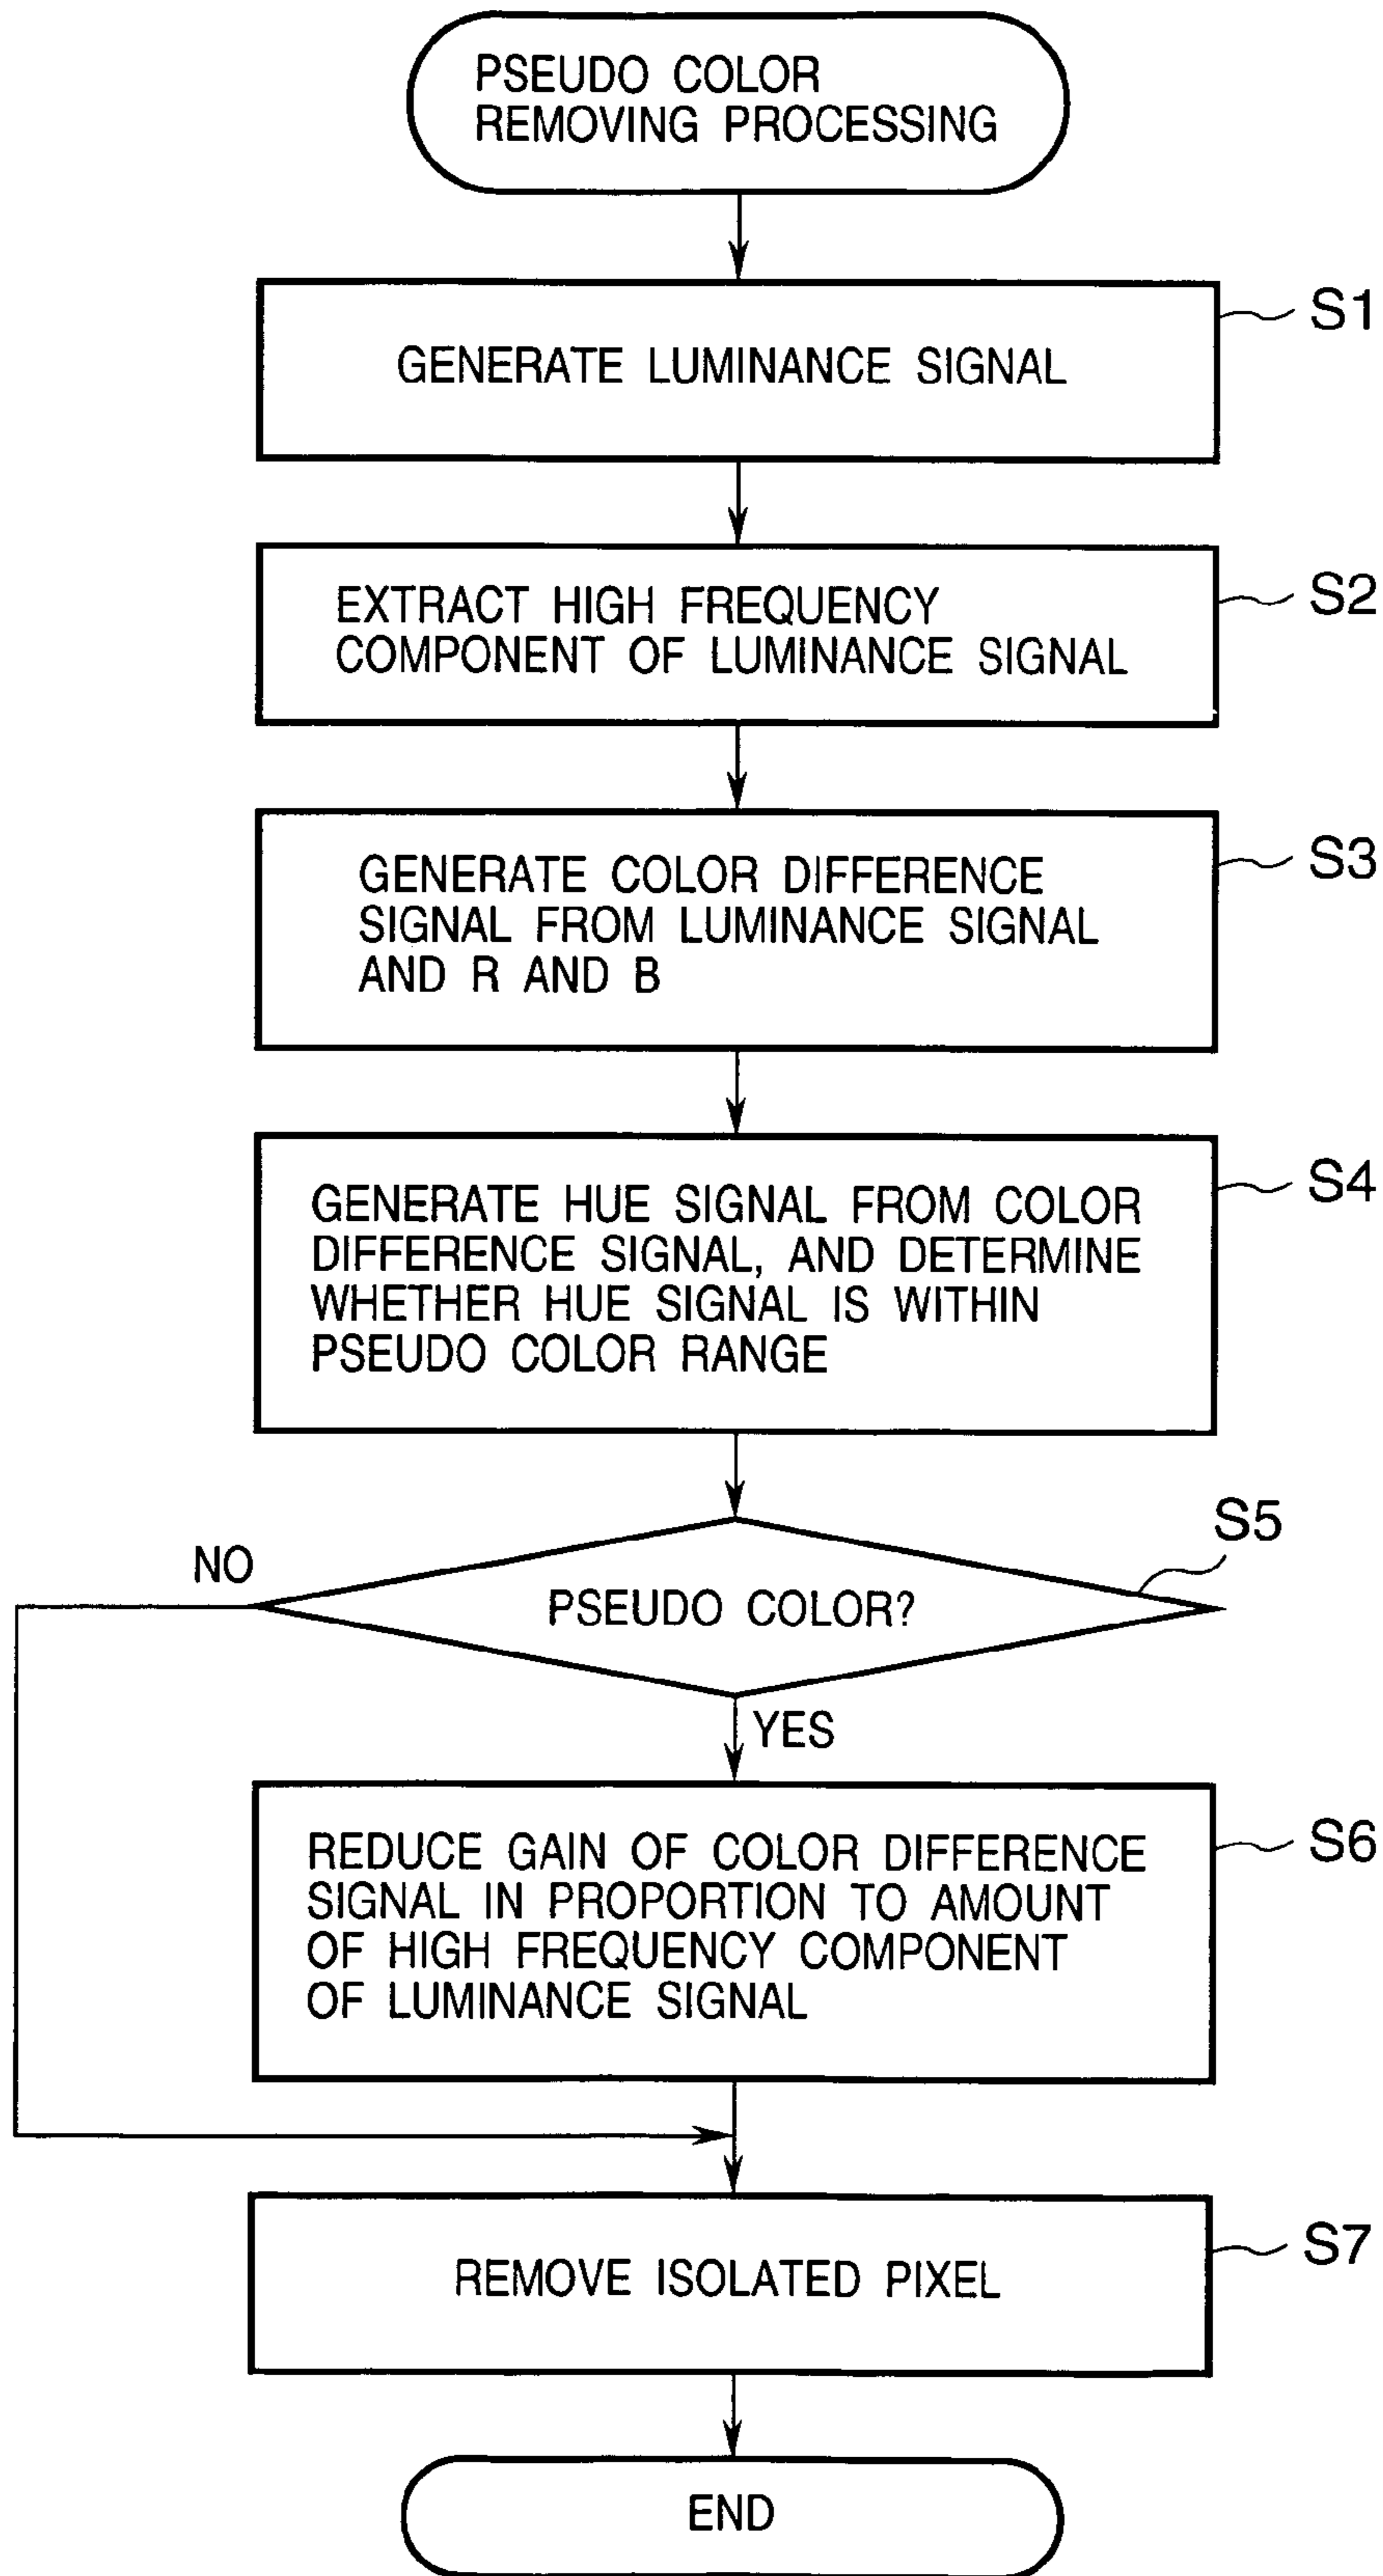 PSEUDO COLOR
REMOVING PROCESSING
S1
GENERATE LUMINANCE SIGNAL
S2
EXTRACT HIGH FREQUENCY
COMPONENT OF LUMINANCE SIGNAL
S3
GENERATE COLOR DIFFERENCE
SIGNAL FROM LUMINANCE SIGNAL
AND R AND B
S4
GENERATE HUE SIGNAL FROM COLOR
DIFFERENCE SIGNAL, AND DETERMINE
WHETHER HUE SIGNAL IS WITHIN
PSEUDO COLOR RANGE
S5
NO
PSEUDO COLOR?
YES
S6
REDUCE GAIN OF COLOR DIFFERENCE
SIGNAL IN PROPORTION TO AMOUNT
OF HIGH FREQUENCY COMPONENT
OF LUMINANCE SIGNAL
S7
REMOVE ISOLATED PIXEL
END